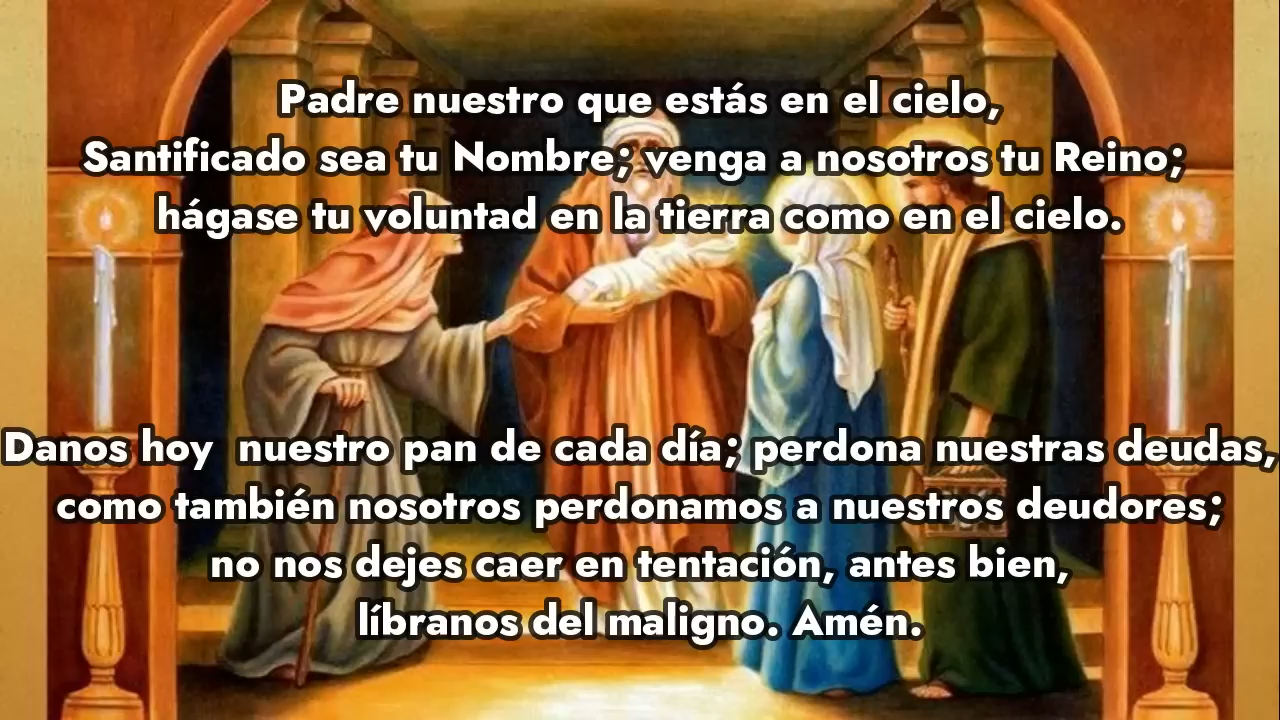 Padre nuestro que estás en el cielo,
Santificado sea tu Nombre; venga a nosotros tu Reino;
hágase tu voluntad en la tierra como en el cielo.
Danos hoy  nuestro pan de cada día; perdona nuestras deudas,
como también nosotros perdonamos a nuestros deudores;
no nos dejes caer en tentación, antes bien,
líbranos del maligno. Amén.